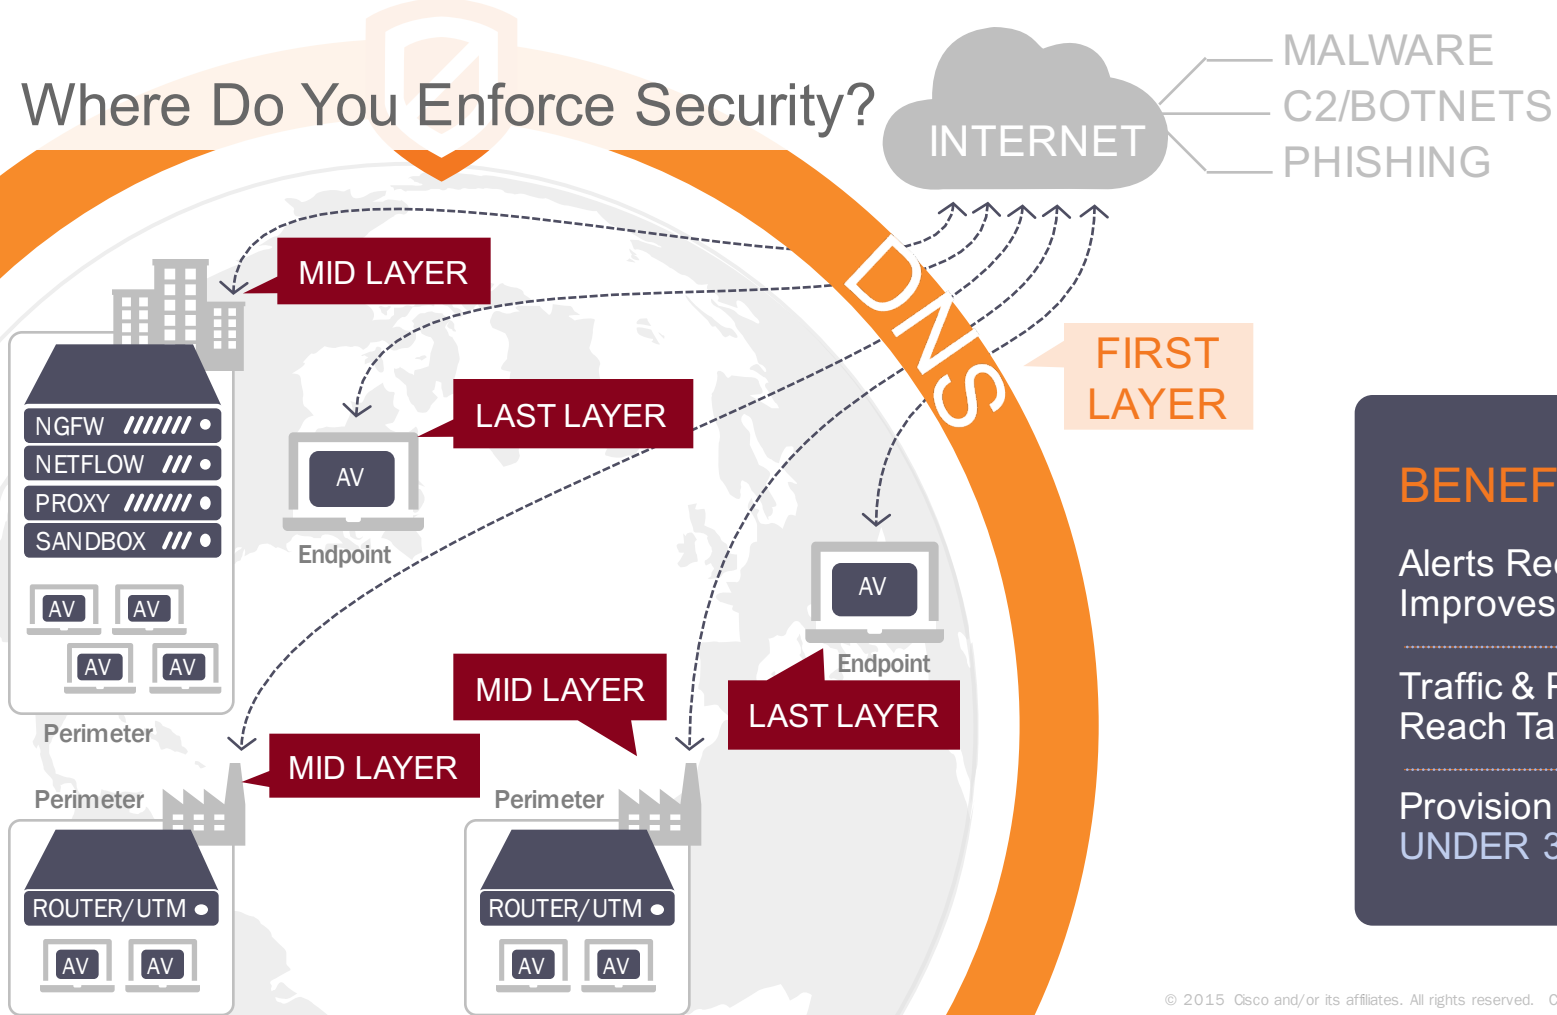 Where Do You Enforce Security?
INTERNET
MALWARE
C2/BOTNETS
PHISHING
DNS
FIRST
LAYER
MID LAYER
NGFW
NETFLOW
PROXY
SANDBOX
AV
AV
AV
AV
Perimeter
LAST LAYER
AV
Endpoint
AV
Endpoint
LAST LAYER
MID LAYER
MID LAYER
Perimeter
ROUTER/UTM
AV
AV
Perimeter
ROUTER/UTM
AV
AV
Improves
Traffic &
Reach
Provision
UNDER 3
Alerts
© 2015 Cisco and/or its affiliates. All rights reserved.